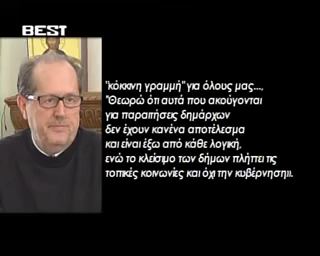 BEST
"κόκκινη γραμμή" για όλους μας...,
"Θεωρώ ότι αυτά που ακούγονται
για παραιτήσεις δημάρχων
δεν έχουν κανένα αποτέλεσμα
και είναι έξω από κάθε λογική,
ενώ το κλείσιμο των δήμων πλήττει τις
τοπικές κοινωνίες και όχι την κυβέρνηση».